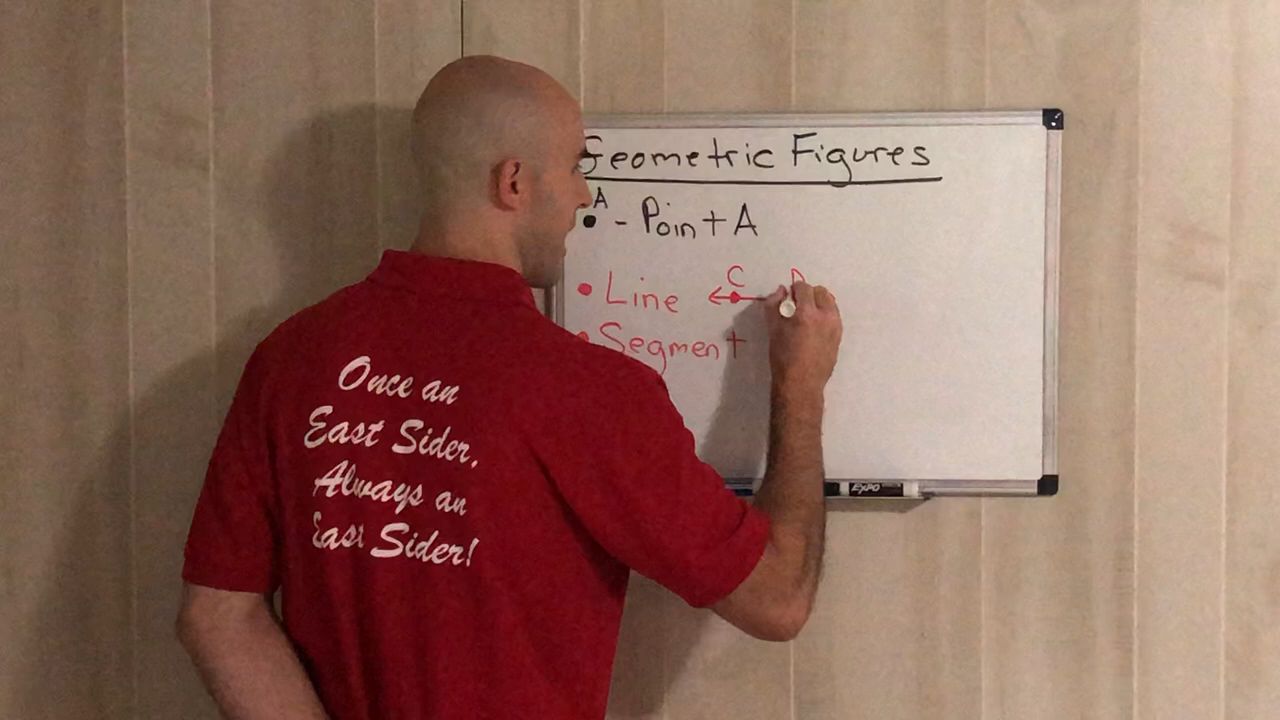 Geometric Figures
A
• - Point A
• Line C
• Segment
Once an
East Sider,
Always an
East Sider!
EXPO